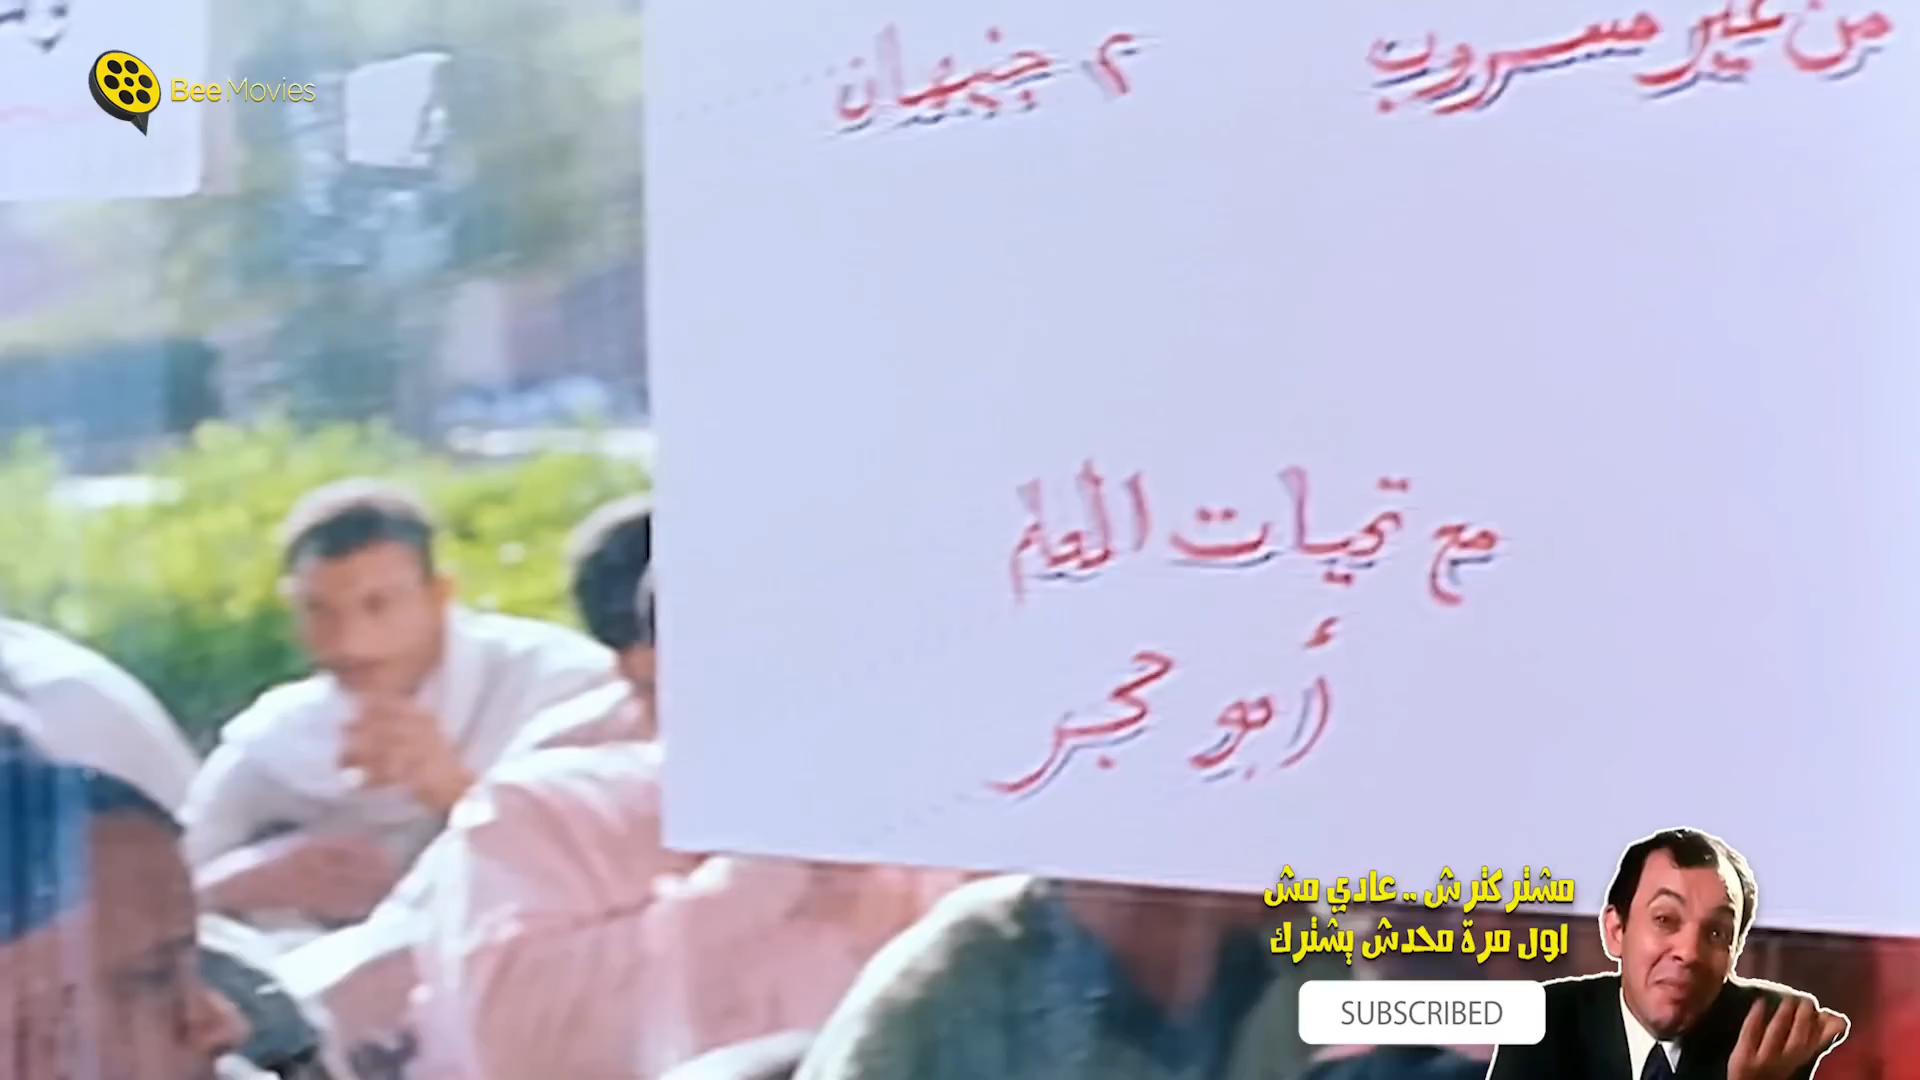 Bee Movies
من غير مسروب ٢ جنيهان
مع تحيات المعلم
أبو حجر
مشتركترش .. عادي مش
اول مرة محدش يشترك
SUBSCRIBED